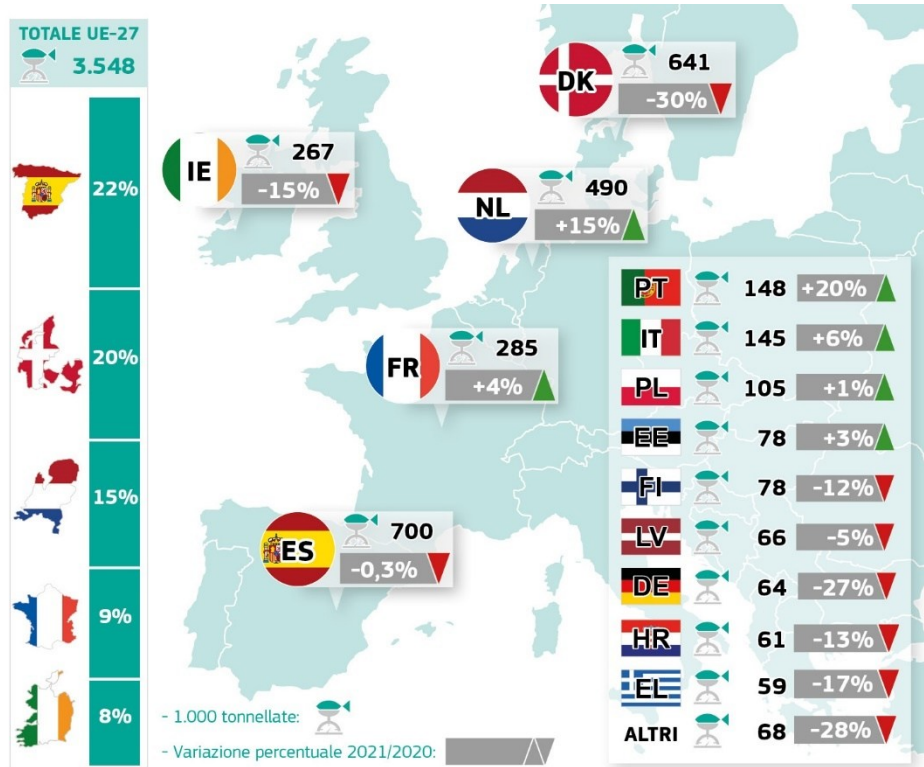 TOTALE UE-27
3.548
22%
20%
15%
9%
8%
DK
641
-30%
IE
267
-15%
NL
490
+15%
FR
285
+4%
ES
700
-0,3%
PT 148 +20%
IT 145 +6%
PL 105 +1%
EE 78 +3%
FI 78 -12%
LV 66 -5%
DE 64 -27%
HR 61 -13%
EL 59 -17%
ALTRI 68 -28%
- 1.000 tonnellate:
- Variazione percentuale 2021/2020: